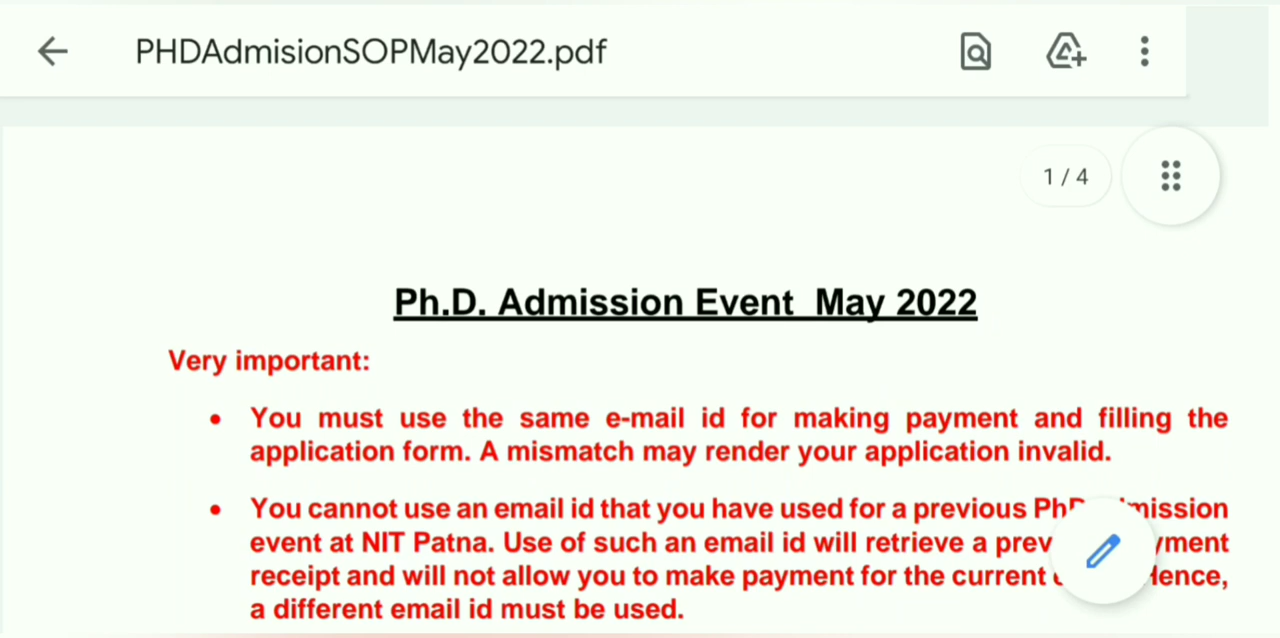 PHDAdmisionSOPMay2022.pdf
1 / 4
Ph.D. Admission Event May 2022
Very important:
• You must use the same e-mail id for making payment and filling the
application form. A mismatch may render your application invalid.
• You cannot use an email id that you have used for a previous
event at NIT Patna. Use of such an email id will retrieve a
receipt and will not allow you to make payment for the current
a different email id must be used.